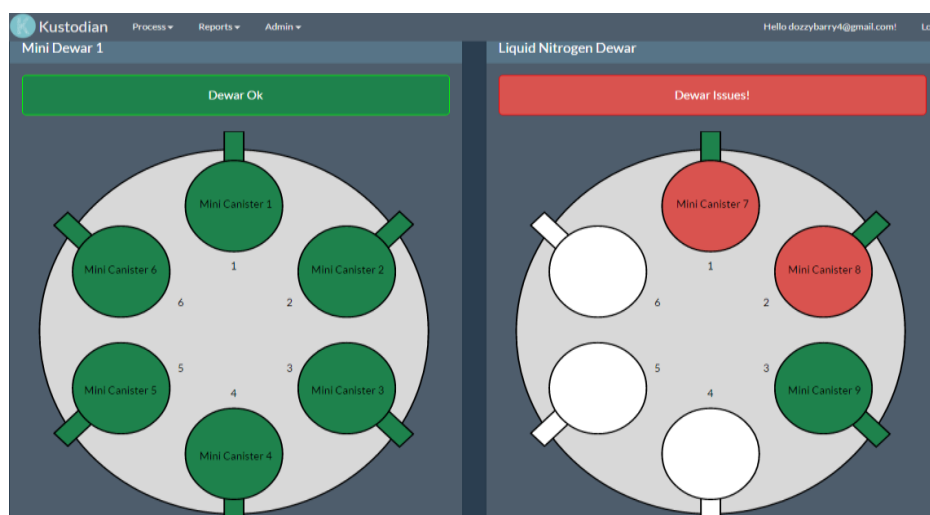 K Kustodian Process Reports Admin Hello dozzybarry4@gmail.com!
Mini Dewar 1
Dewar Ok
Mini Canister 1
Mini Canister 6
Mini Canister 2
1
6
2
5
3
4
Mini Canister 5
Mini Canister 3
Mini Canister 4
Liquid Nitrogen Dewar
Dewar Issues!
Mini Canister 7
Mini Canister 8
1
6
2
5
3
4
Mini Canister 9